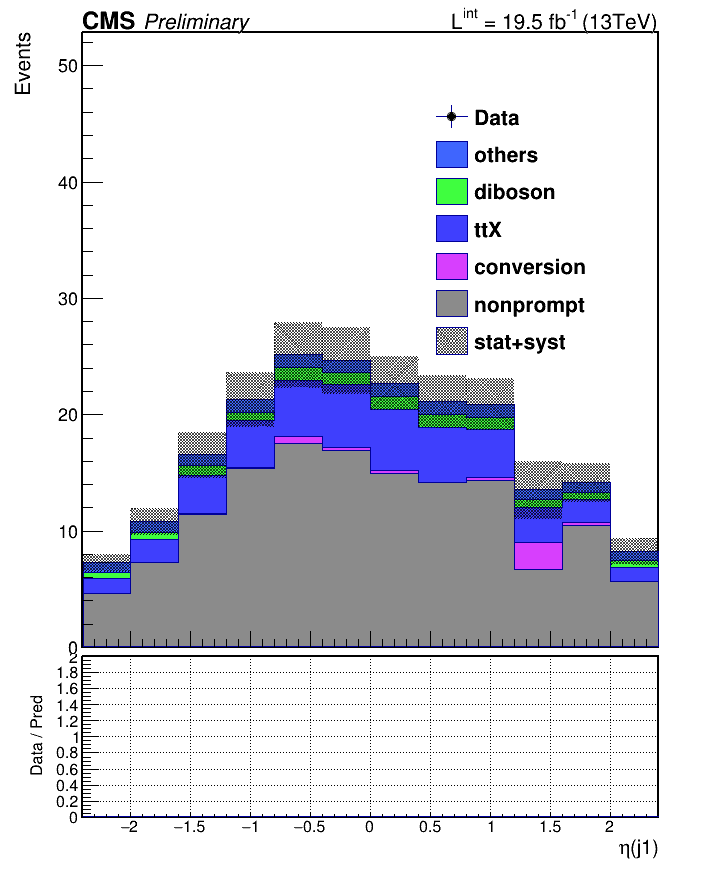 CMS Preliminary L^int = 19.5 fb^-1 (13TeV)
Events
50
40
30
20
10
0
Data
others
diboson
ttX
conversion
nonprompt
stat+syst
Data / Pred
2
1.8
1.6
1.4
1.2
1
0.8
0.6
0.4
0.2
0
−2 −1.5 −1 −0.5 0 0.5 1 1.5 2
η(j1)